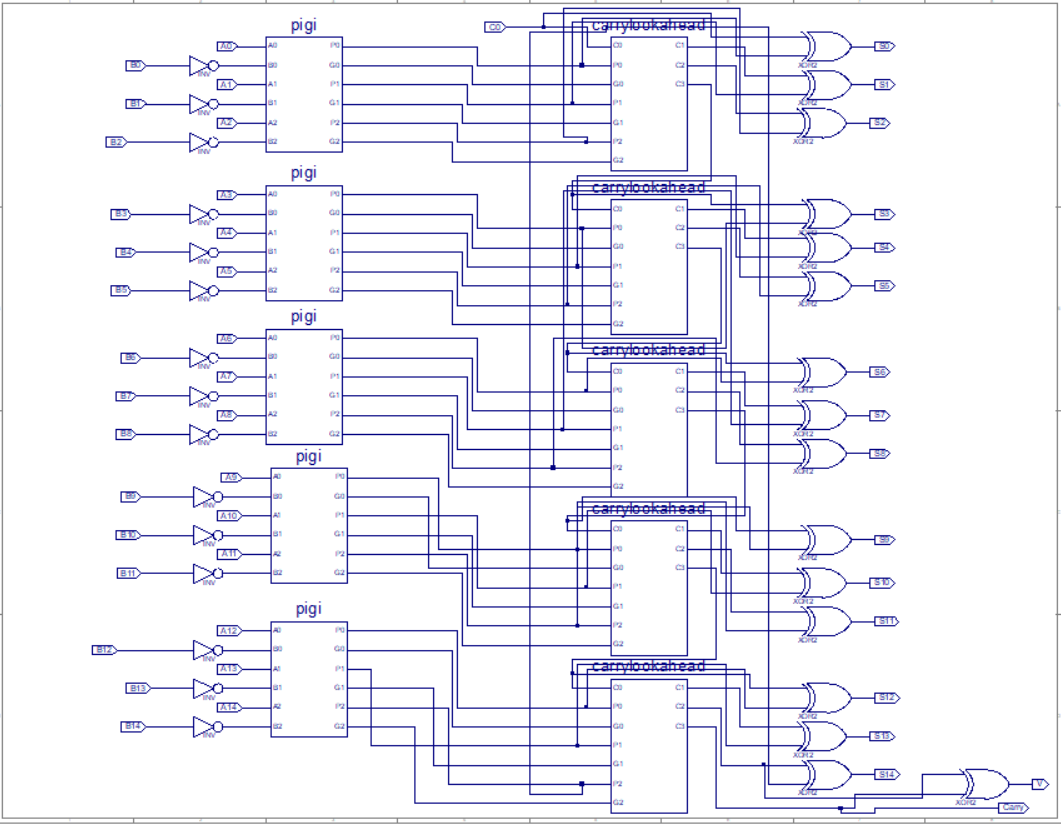 pigi
C0
carrylookahead
A0 A0 P0 C0 C1 S0
B0 INV B0 G0 P0 C2 XOR2
A1 A1 P1 G0 C3 S1
B1 INV B1 G1 P1 XOR2
A2 A2 P2 G1 S2
B2 INV B2 G2 P2 XOR2
G2
pigi
carrylookahead
A3 A0 P0 C0 C1 S3
B3 INV B0 G0 P0 C2 XOR2
A4 A1 P1 G0 C3 S4
B4 INV B1 G1 P1 XOR2
A5 A2 P2 G1 S5
B5 INV B2 G2 P2 XOR2
G2
pigi
carrylookahead
A6 A0 P0 C0 C1 S6
B6 INV B0 G0 P0 C2 XOR2
A7 A1 P1 G0 C3 S7
B7 INV B1 G1 P1 XOR2
A8 A2 P2 G1 S8
B8 INV B2 G2 P2 XOR2
G2
pigi
carrylookahead
A9 A0 P0 C0 C1 S9
B9 INV B0 G0 P0 C2 XOR2
A10 A1 P1 G0 C3 S10
B10 INV B1 G1 P1 XOR2
A11 A2 P2 G1 S11
B11 INV B2 G2 P2 XOR2
G2
pigi
carrylookahead
A12 A0 P0 C0 C1 S12
B12 INV B0 G0 P0 C2 XOR2
A13 A1 P1 G0 C3 S13
B13 INV B1 G1 P1 XOR2
A14 A2 P2 G1 S14
B14 INV B2 G2 P2 XOR2
G2
V
XOR2
Carry